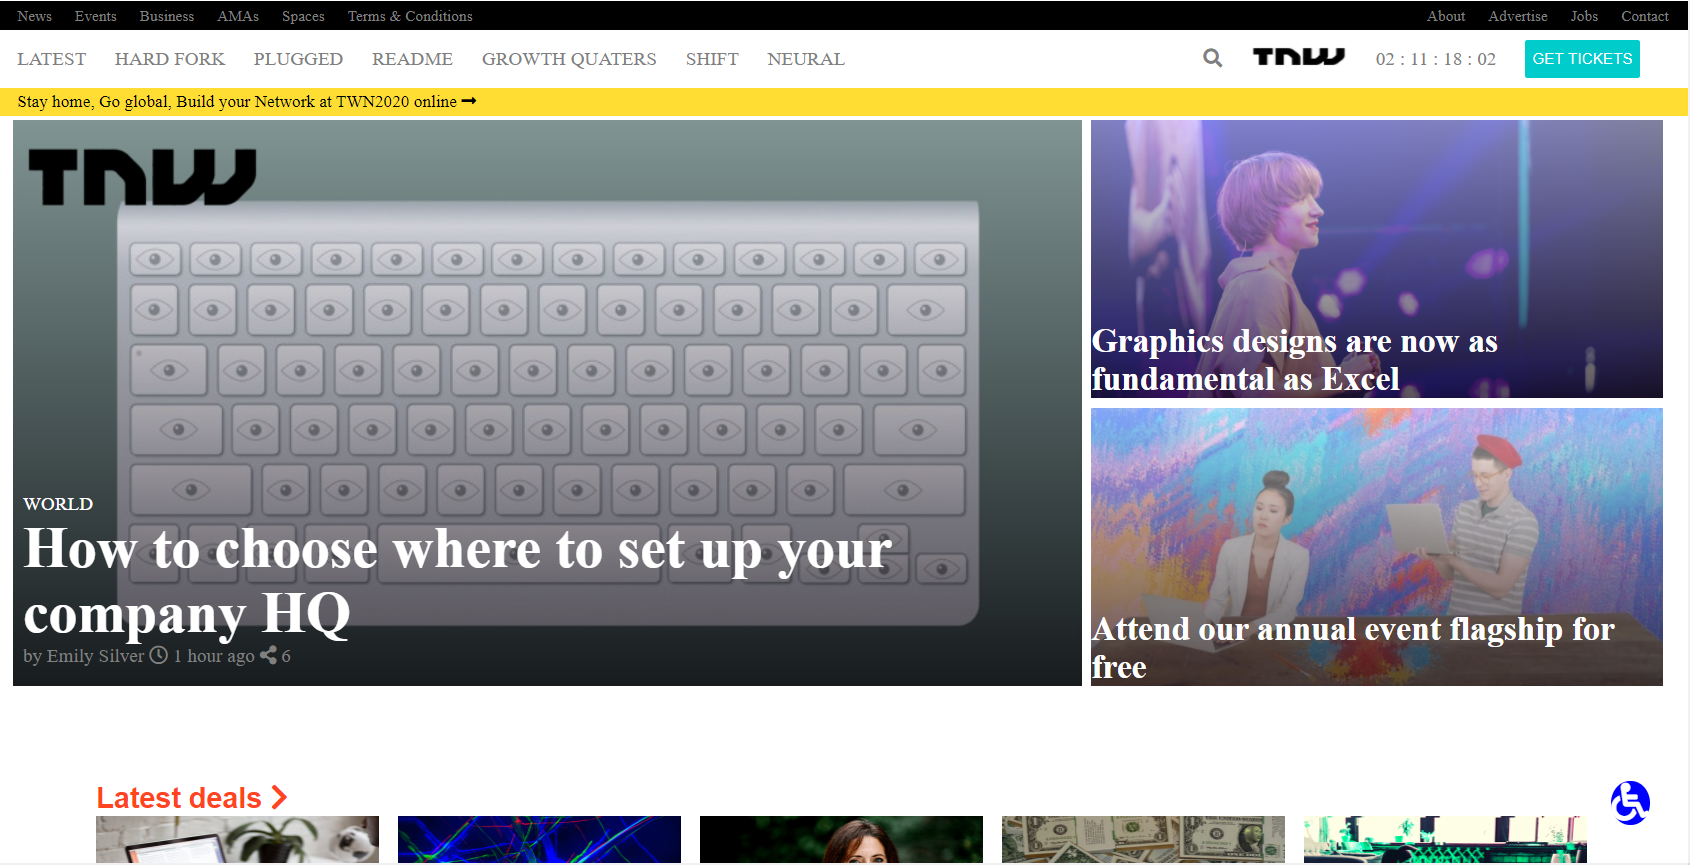 News Events Business AMAs Spaces Terms & Conditions About Advertise Jobs Contact
LATEST HARD FORK PLUGGED README GROWTH QUATERS SHIFT NEURAL TNW 02 : 11 : 18 : 02 GET TICKETS
Stay home, Go global, Build your Network at TWN2020 online
TNW
WORLD
How to choose where to set up your
company HQ
by Emily Silver 1 hour ago 6
Graphics designs are now as
fundamental as Excel
Attend our annual event flagship for
free
Latest deals